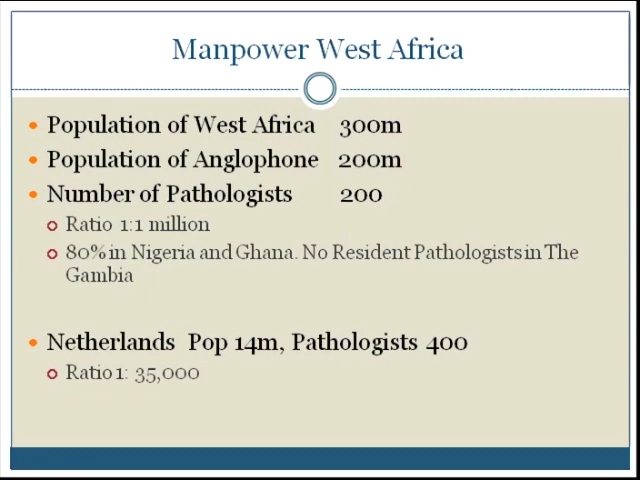 Manpower West Africa
Population of West Africa 300m
Population of Anglophone 200m
Number of Pathologists 200
Ratio 1:1 million
80% in Nigeria and Ghana. No Resident Pathologists in The
Gambia
Netherlands Pop 14m, Pathologists 400
Ratio 1: 35,000